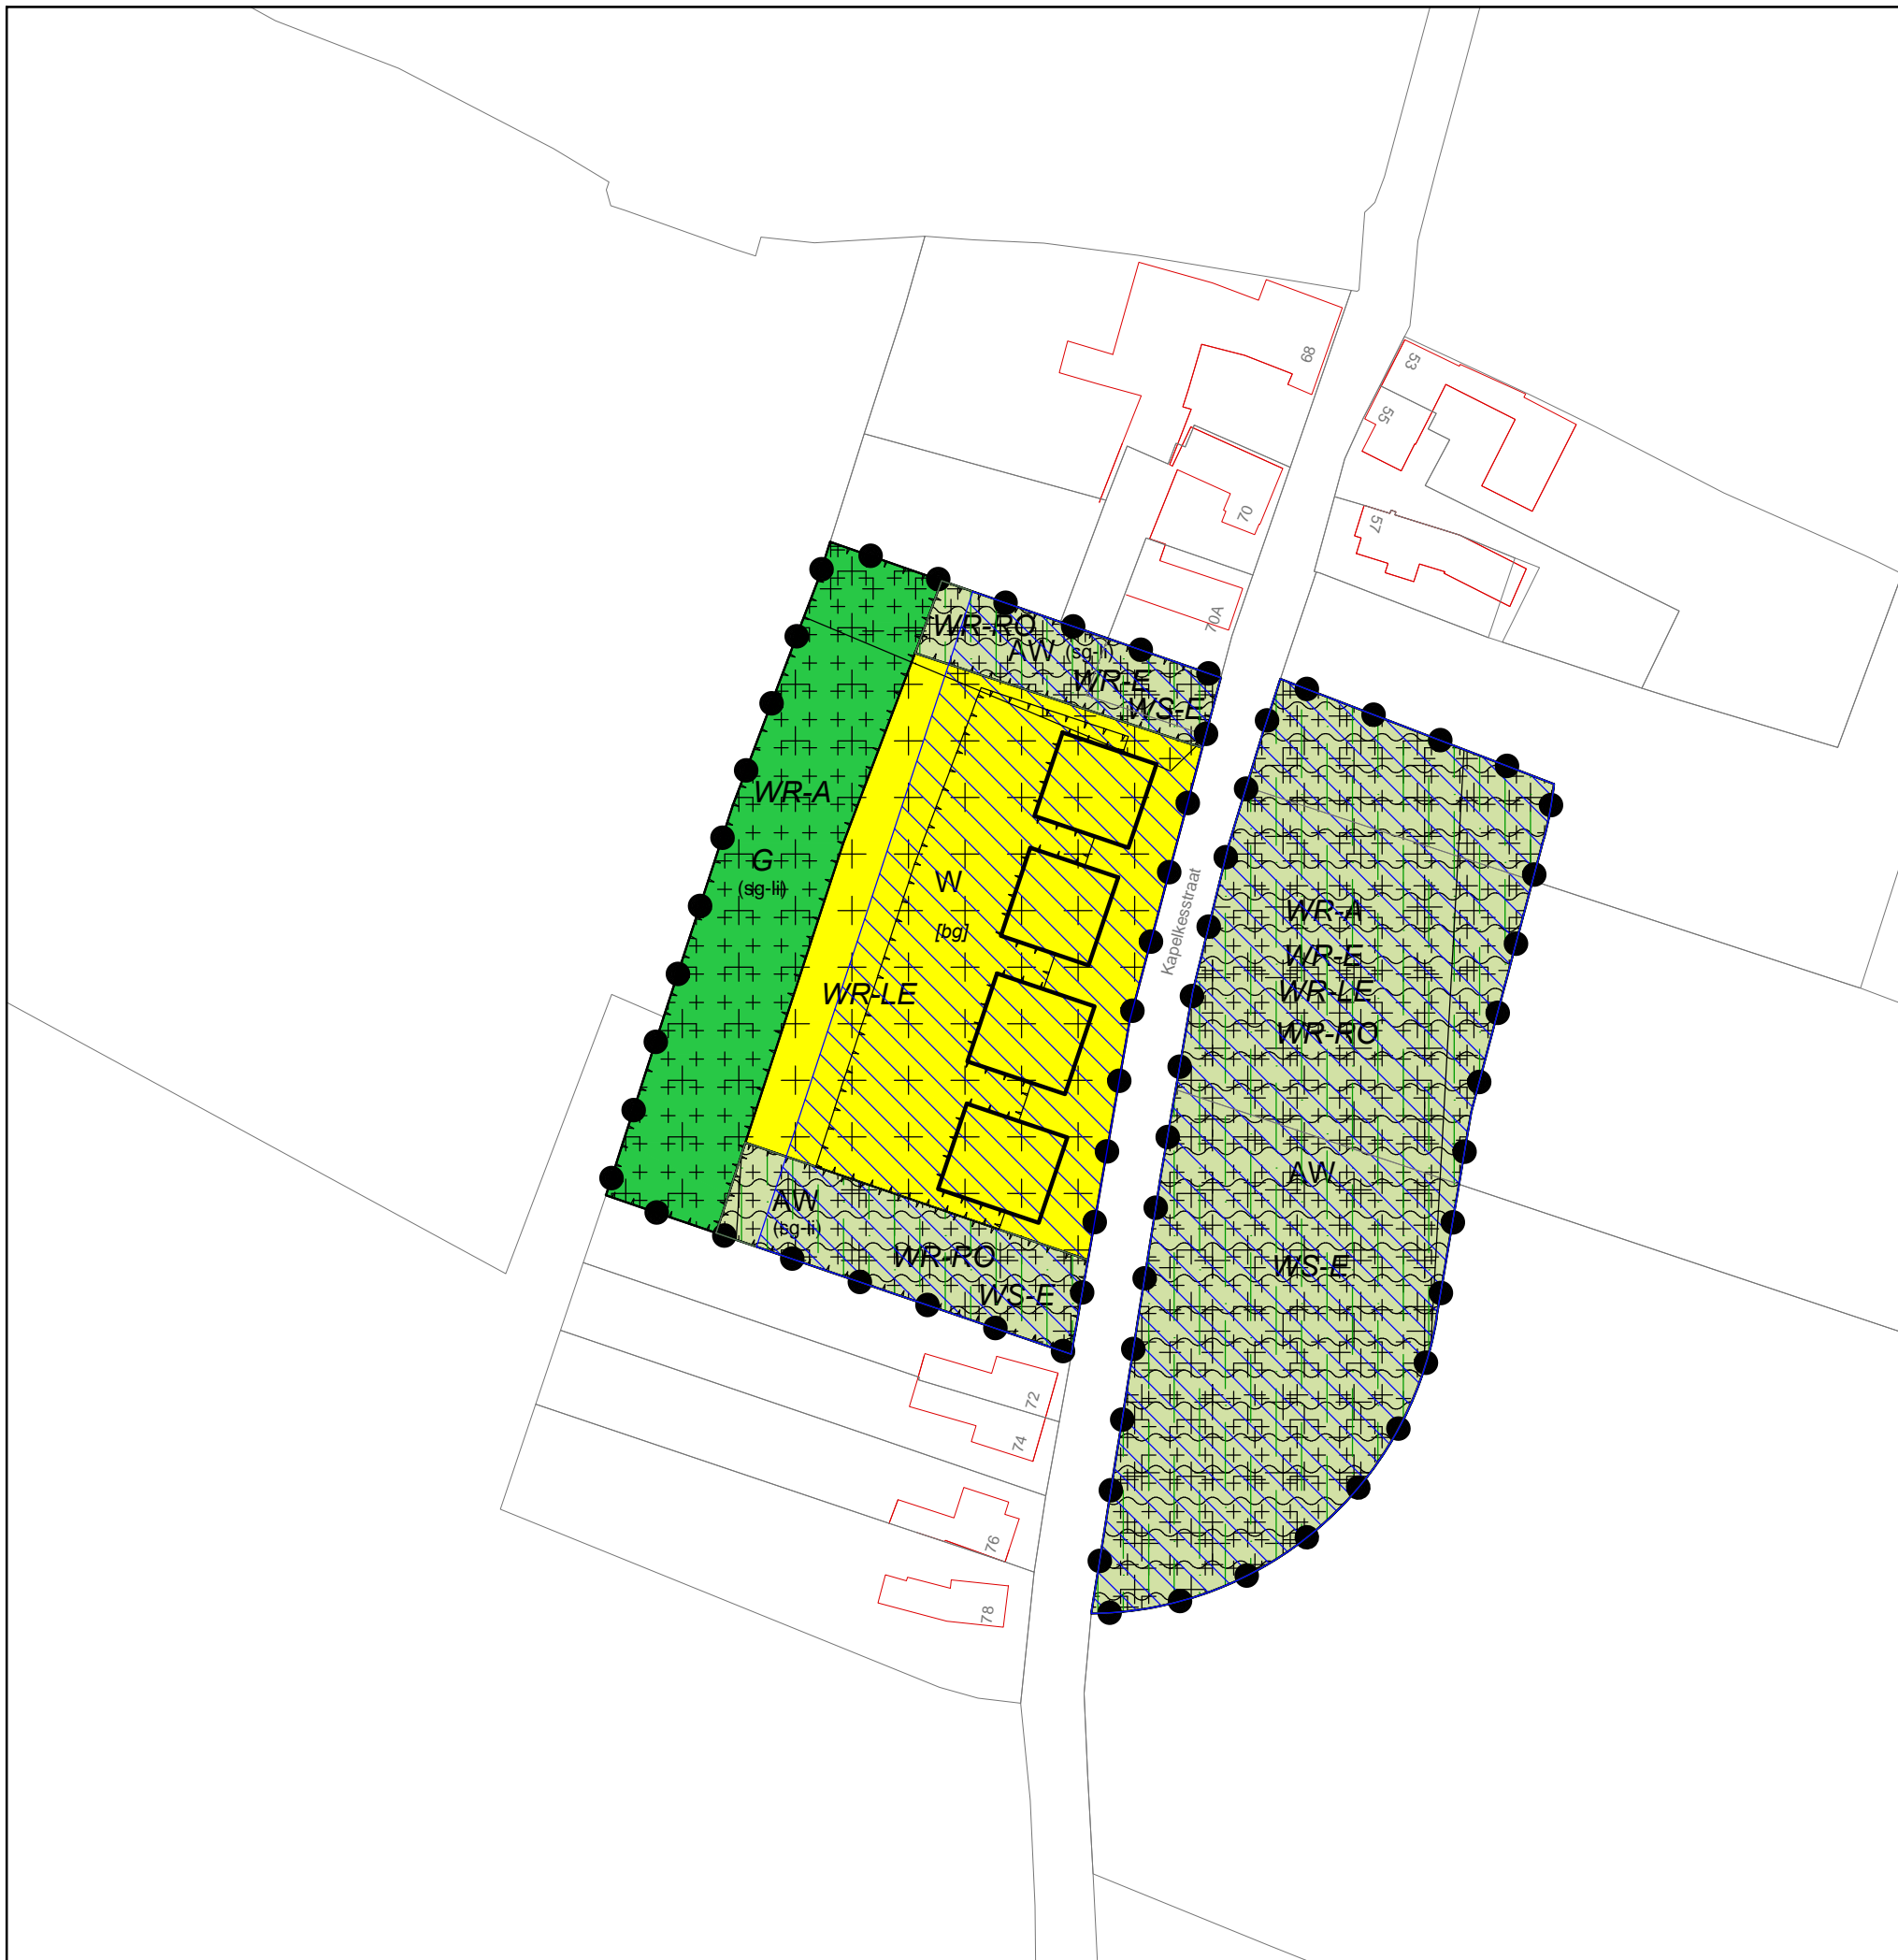 89
53
55
70
57
70A
WR-RO
AW (sg-li)
WR-E
WS-E
WR-A
G
(sg-li)
W
[bg]
WR-LE
Kapelkesstraat
WR-A
WR-E
WR-LE
WR-RO
AW
WS-E
AW
(sg-li)
WR-RO
WS-E
72
74
76
78